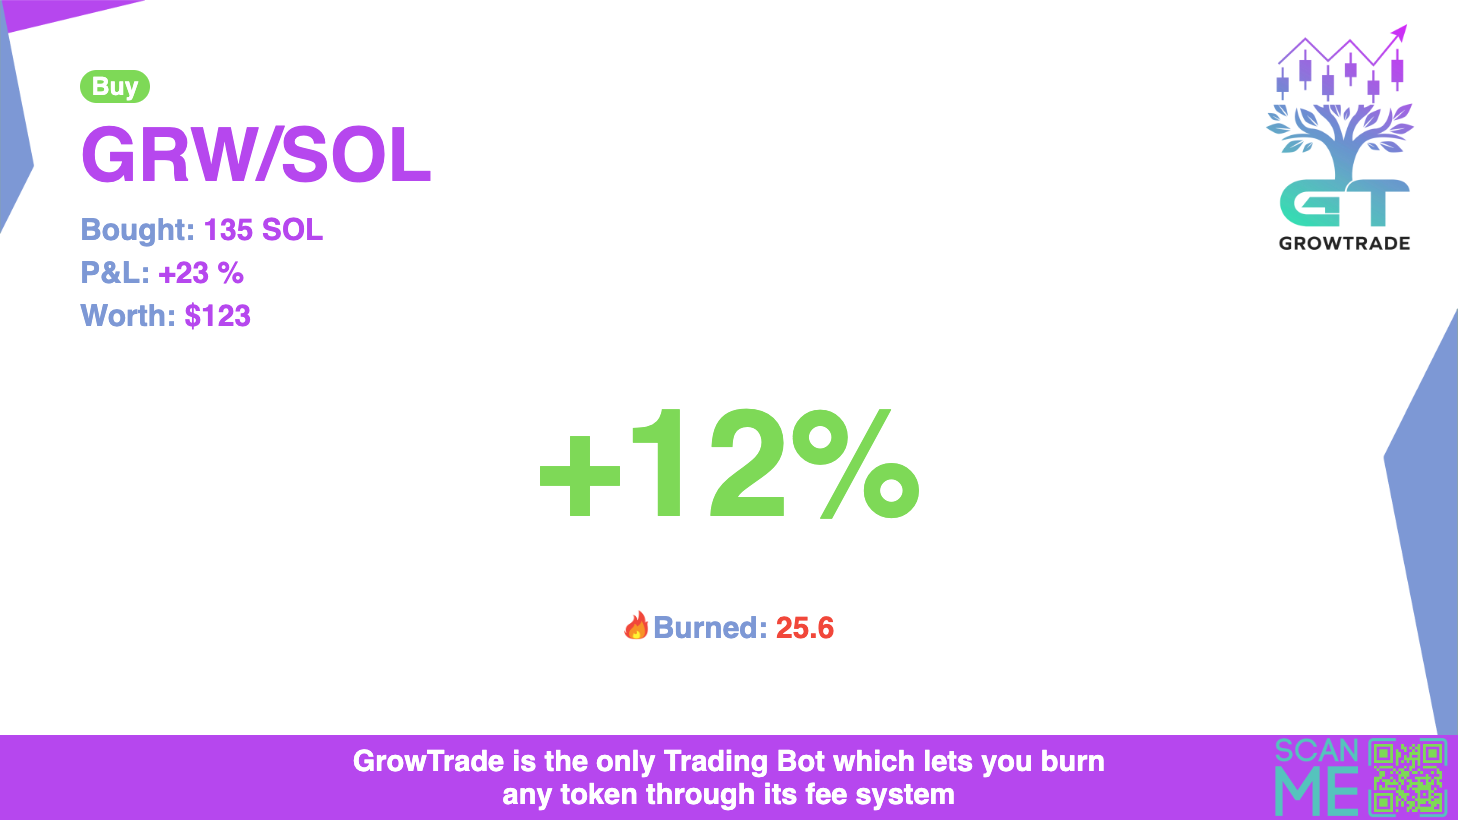 Buy
GRW/SOL
Bought: 135 SOL
P&L: +23 %
Worth: $123
GT
GROWTRADE
+12%
🔥Burned: 25.6
GrowTrade is the only Trading Bot which lets you burn
any token through its fee system
SCAN
ME